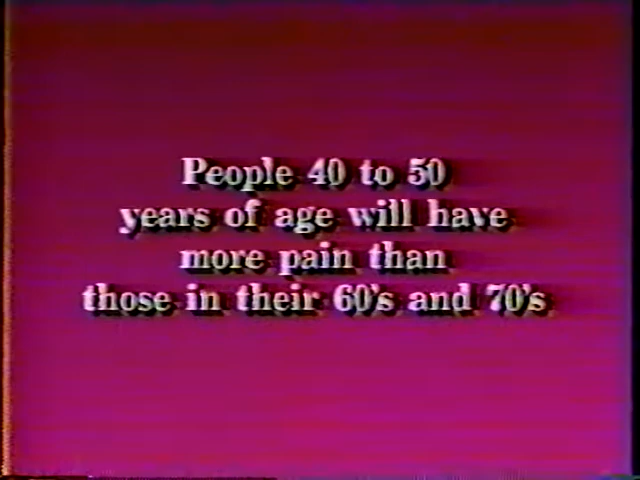 People 40 to 50
years of age will have
more pain than
those in their 60's and 70's